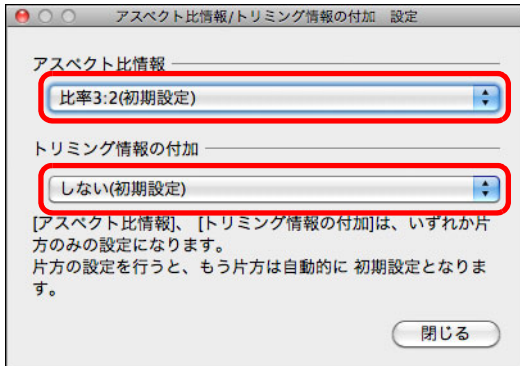 アスペクト比情報/トリミング情報の付加 設定
アスペクト比情報
比率3:2(初期設定)
トリミング情報の付加
しない(初期設定)
[アスペクト比情報]、[トリミング情報の付加]は、いずれか片
方のみの設定になります。
片方の設定を行うと、もう片方は自動的に 初期設定となりま
す。
閉じる